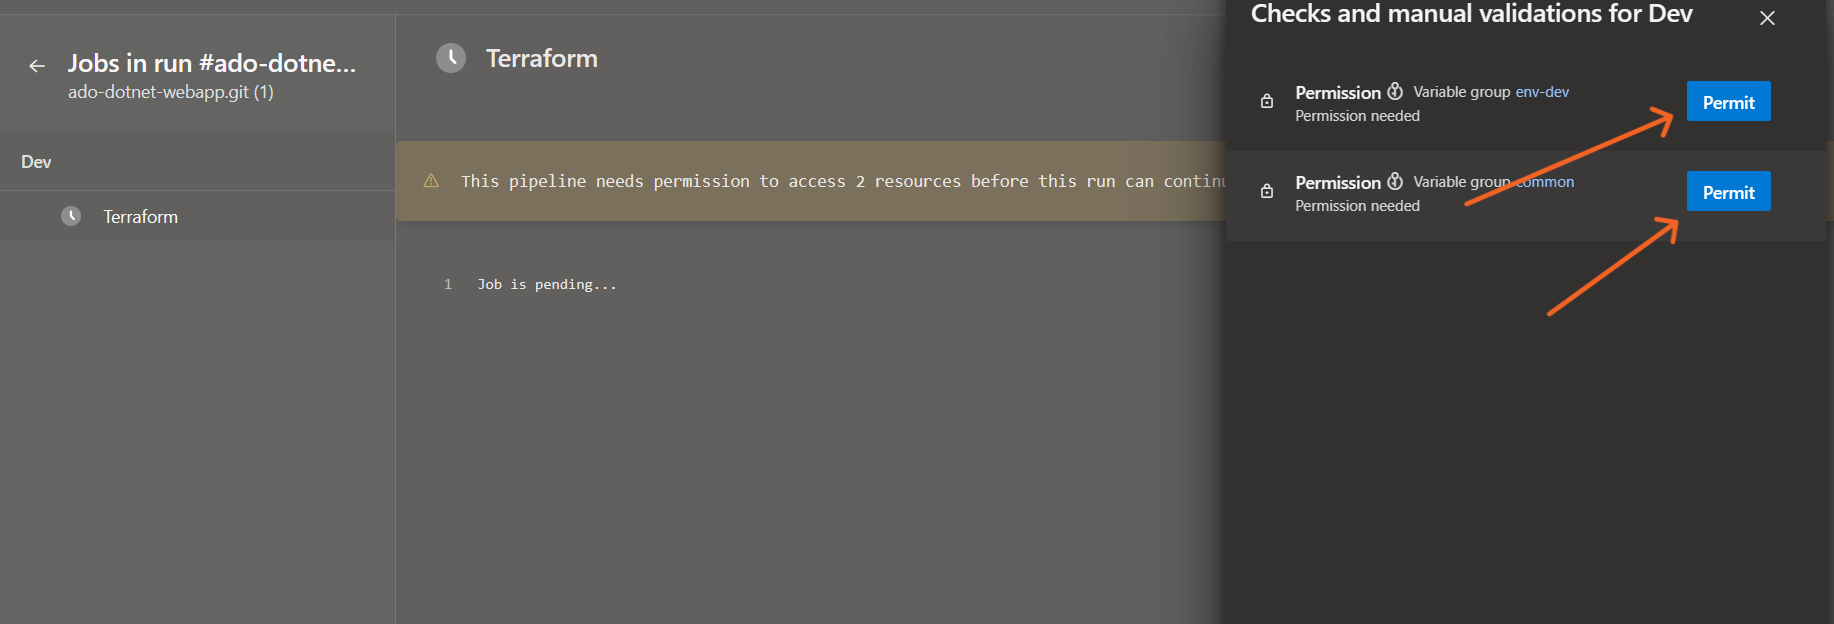 Jobs in run #ado-dotne...
ado-dotnet-webapp.git (1)
Dev
Terraform
Terraform
This pipeline needs permission to access 2 resources before this run can continu
1 Job is pending...
Checks and manual validations for Dev
Permission Variable group env-dev
Permission needed
Permit
Permission Variable group common
Permission needed
Permit